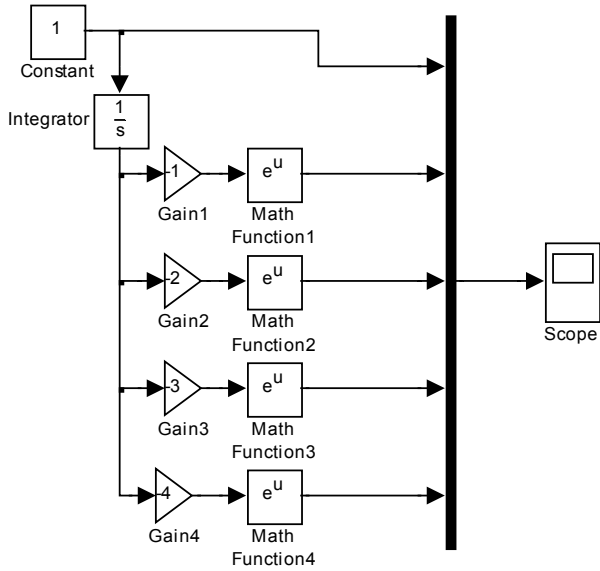 1
Constant
Integrator
1
s
-1
Gain1
e^u
Math
Function1
-2
Gain2
e^u
Math
Function2
Scope
-3
Gain3
e^u
Math
Function3
-4
Gain4
e^u
Math
Function4